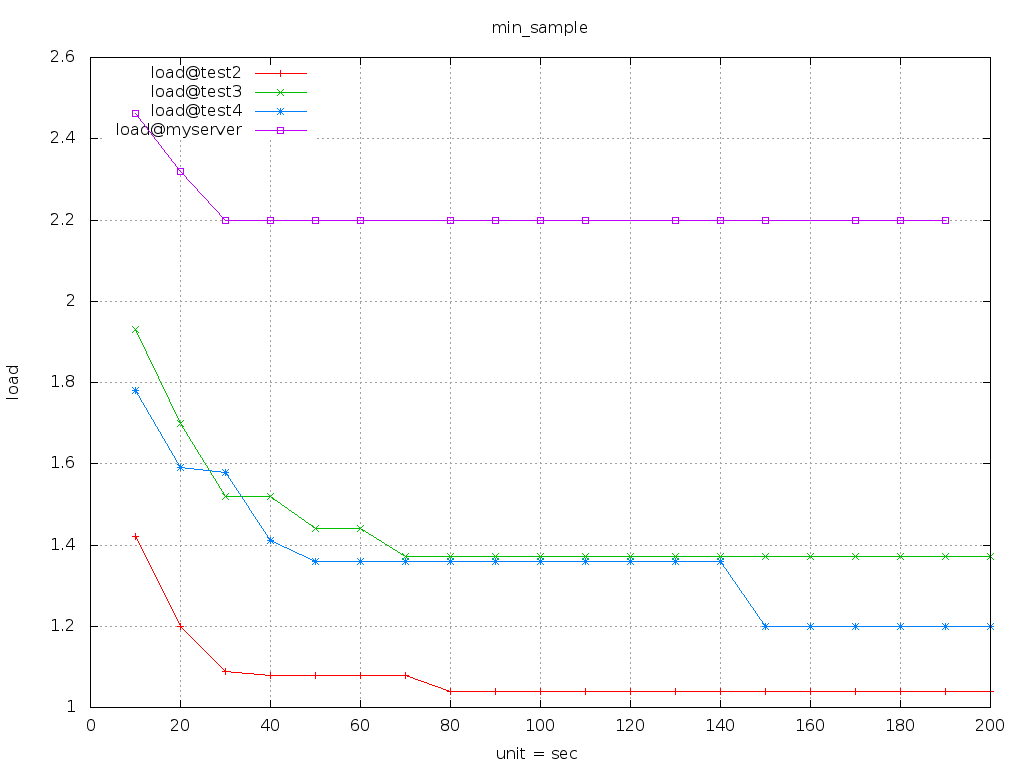 min_sample
2.6
load@test2
load@test3
load@test4
load@myserver
2.4
2.2
2
1.8
1.6
1.4
1.2
1
load
0 20 40 60 80 100 120 140 160 180 200
unit = sec